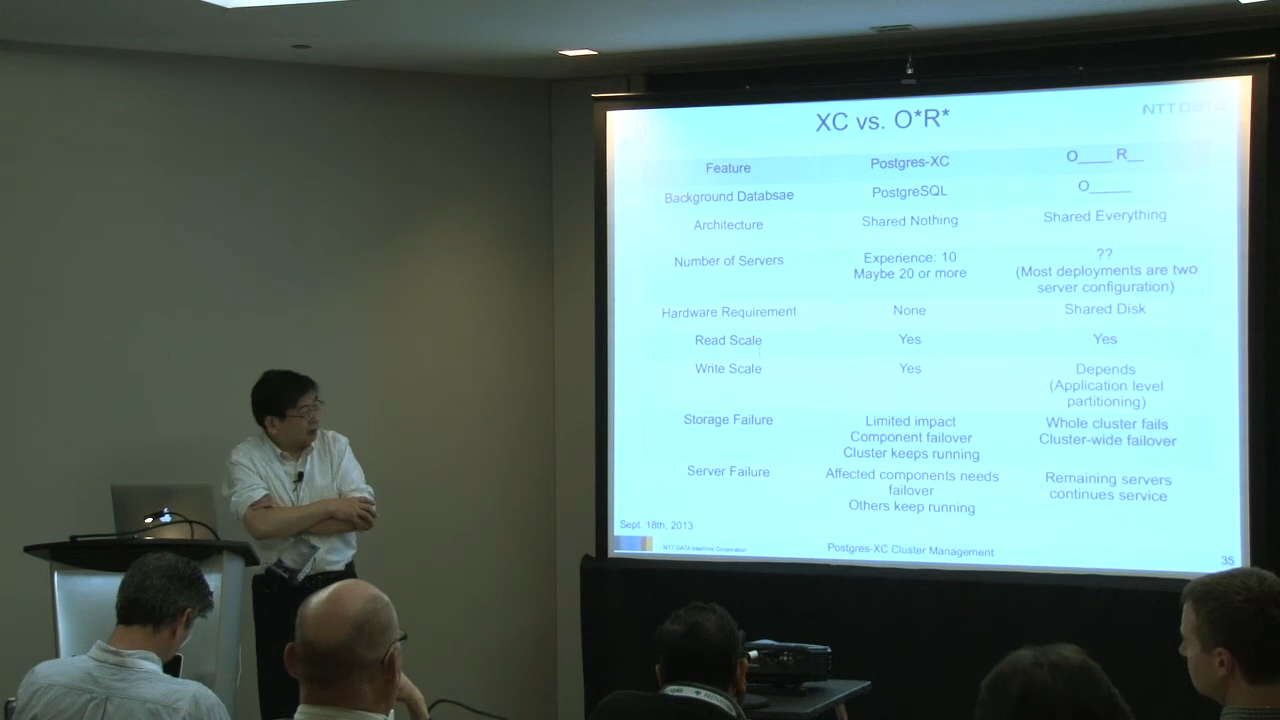 XC vs. O*R*
NTT DATA
Feature
Postgres-XC
O____ R__
Background Databsae
PostgreSQL
O_____
Architecture
Shared Nothing
Shared Everything
Number of Servers
Experience: 10
Maybe 20 or more
??
(Most deployments are two
server configuration)
Hardware Requirement
None
Shared Disk
Read Scale
Yes
Yes
Write Scale
Yes
Depends
(Application level
partitioning)
Storage Failure
Limited impact
Component failover
Cluster keeps running
Whole cluster fails
Cluster-wide failover
Server Failure
Affected components needs
failover
Others keep running
Remaining servers
continues service
Sept. 18th, 2013
NTT DATA Intellilink Corporation
Postgres-XC Cluster Management
35